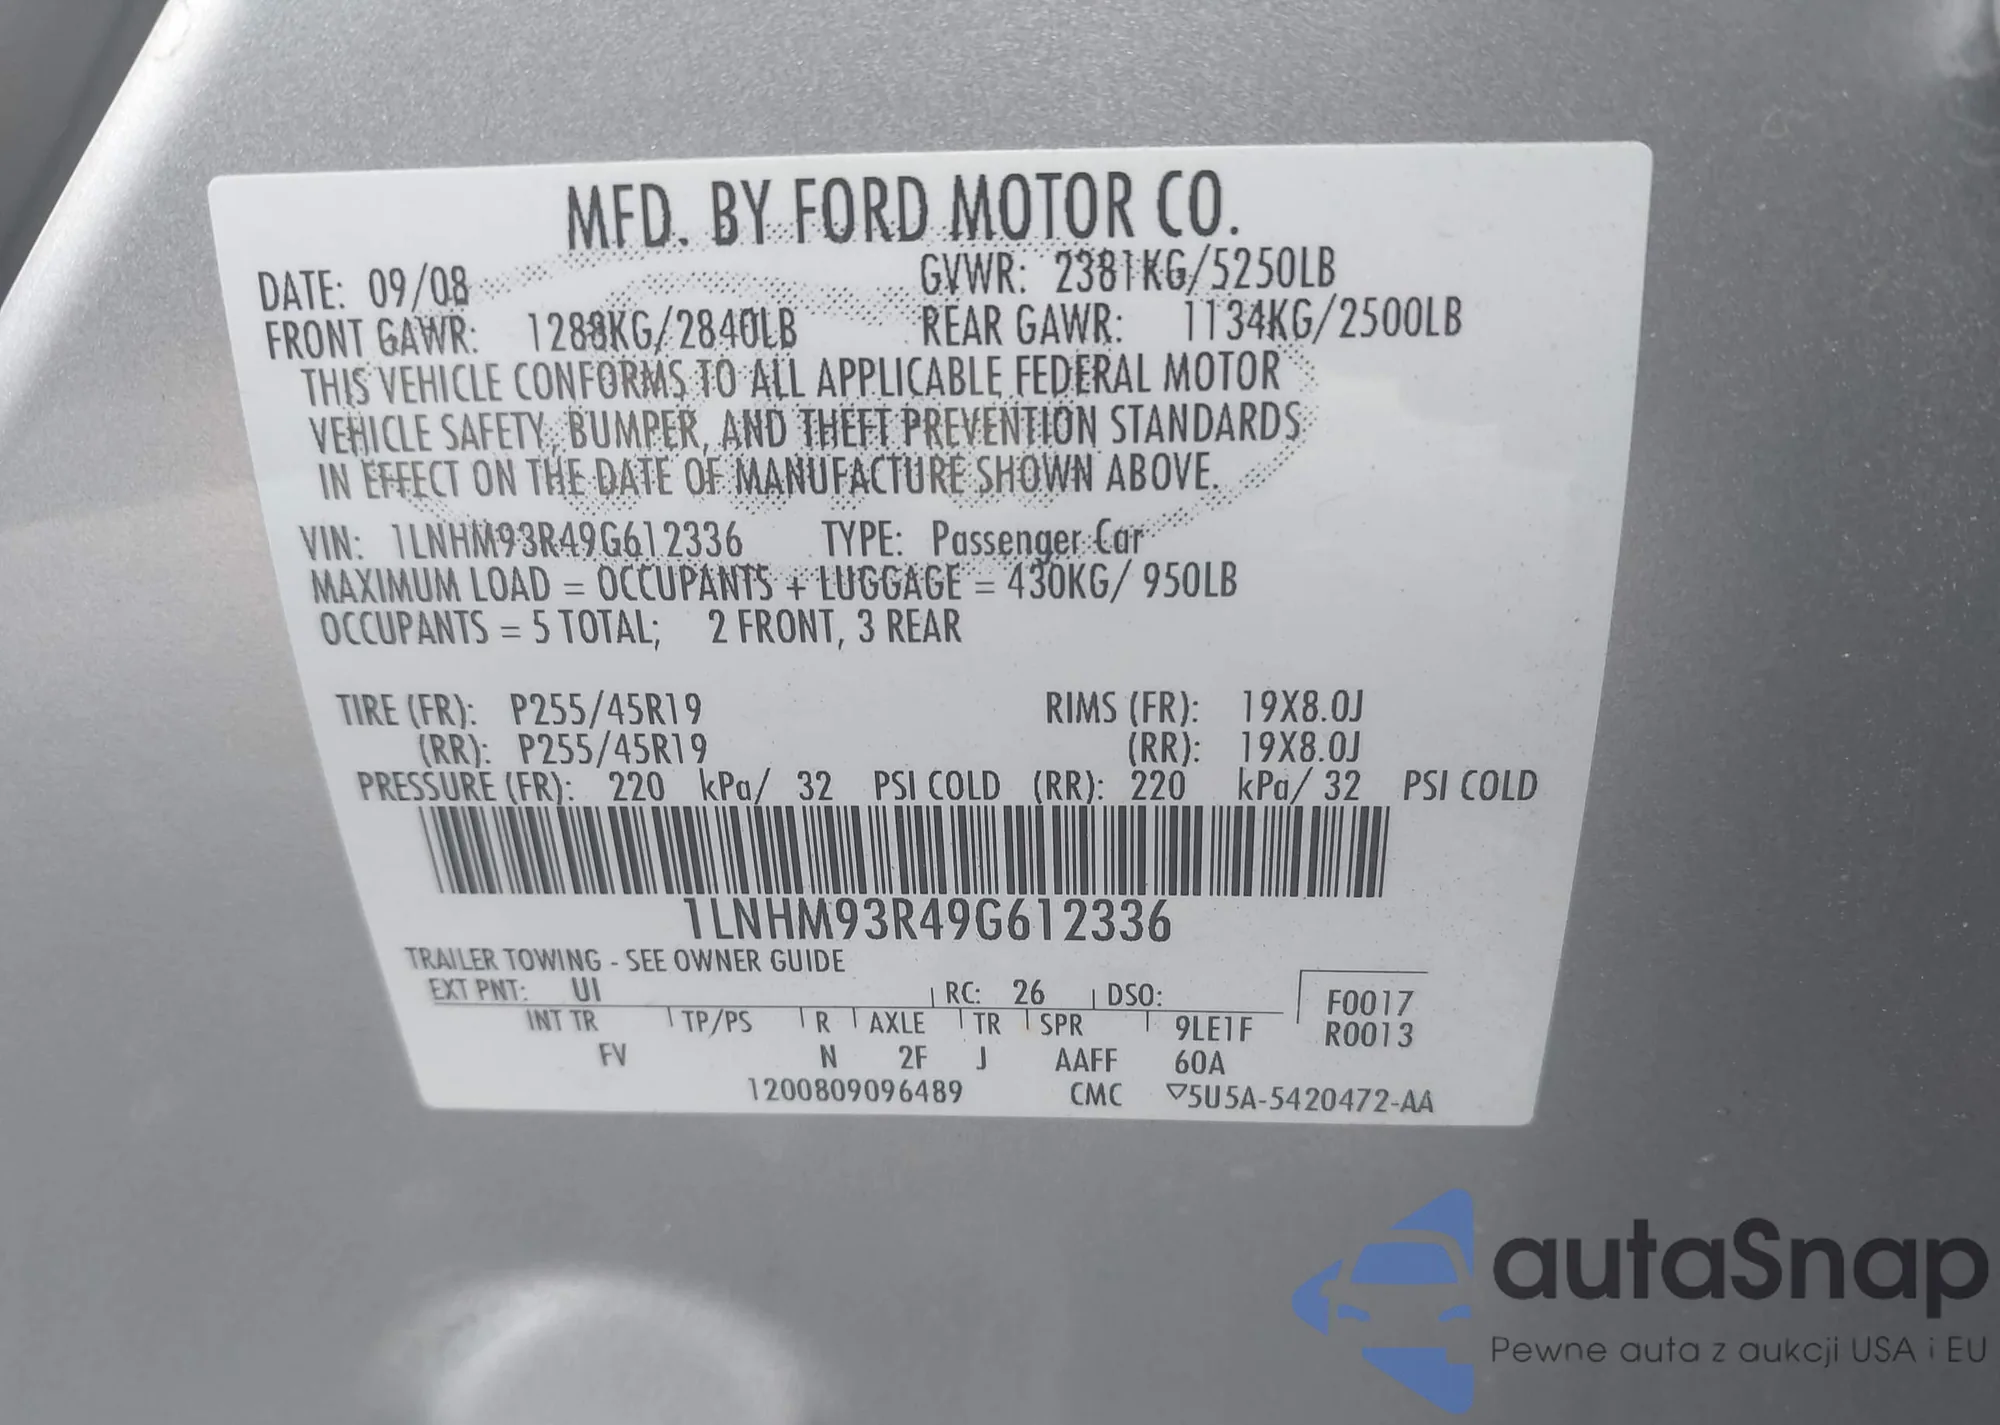 MFD. BY FORD MOTOR CO.
DATE: 09/08 GVWR: 2381KG/5250LB
FRONT GAWR: 1288KG/2840LB REAR GAWR: 1134KG/2500LB
THIS VEHICLE CONFORMS TO ALL APPLICABLE FEDERAL MOTOR
VEHICLE SAFETY, BUMPER, AND THEFT PREVENTION STANDARDS
IN EFFECT ON THE DATE OF MANUFACTURE SHOWN ABOVE.
VIN: 1LNHM93R49G612336 TYPE: Passenger Car
MAXIMUM LOAD = OCCUPANTS + LUGGAGE = 430KG/ 950LB
OCCUPANTS = 5 TOTAL; 2 FRONT, 3 REAR
TIRE (FR): P255/45R19 RIMS (FR): 19X8.0J
(RR): P255/45R19 (RR): 19X8.0J
PRESSURE (FR): 220 kPa/ 32 PSI COLD (RR): 220 kPa/ 32 PSI COLD
1LNHM93R49G612336
TRAILER TOWING - SEE OWNER GUIDE
EXT PNT: UI RC: 26 DSO: F0017
INT TR TP/PS R AXLE TR SPR 9LE1F R0013
FV N 2F J AAFF 60A
1200809096489 CMC ▽5U5A-5420472-AA
autaSnap
Pewne auta z aukcji USA i EU